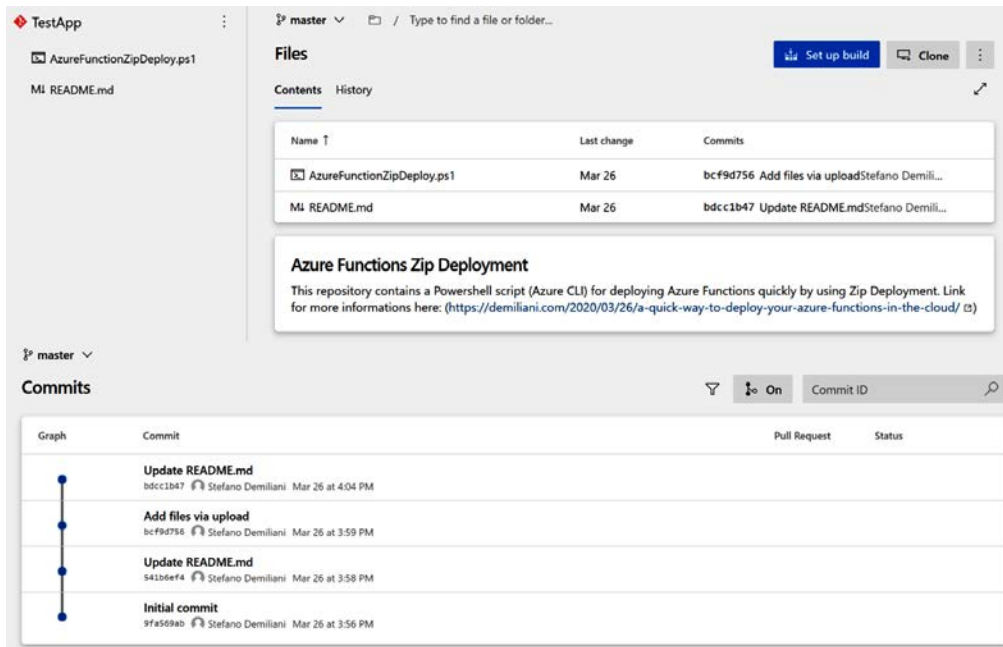 TestApp
AzureFunctionZipDeploy.ps1
README.md
master / Type to find a file or folder...
Files Set up build Clone
Contents History
Name ↑ Last change Commits
AzureFunctionZipDeploy.ps1 Mar 26 bcf9d756 Add files via uploadStefano Demili...
M↓ README.md Mar 26 bdcc1b47 Update README.mdStefano Demili...
Azure Functions Zip Deployment
This repository contains a Powershell script (Azure CLI) for deploying Azure Functions quickly by using Zip Deployment. Link
for more informations here: (https://demiliani.com/2020/03/26/a-quick-way-to-deploy-your-azure-functions-in-the-cloud/)
master
Commits On Commit ID
Graph Commit Pull Request Status
Update README.md
bdcc1b47 Stefano Demiliani Mar 26 at 4:04 PM
Add files via upload
bcf9d756 Stefano Demiliani Mar 26 at 3:59 PM
Update README.md
541b6ef4 Stefano Demiliani Mar 26 at 3:58 PM
Initial commit
9fa569ab Stefano Demiliani Mar 26 at 3:56 PM